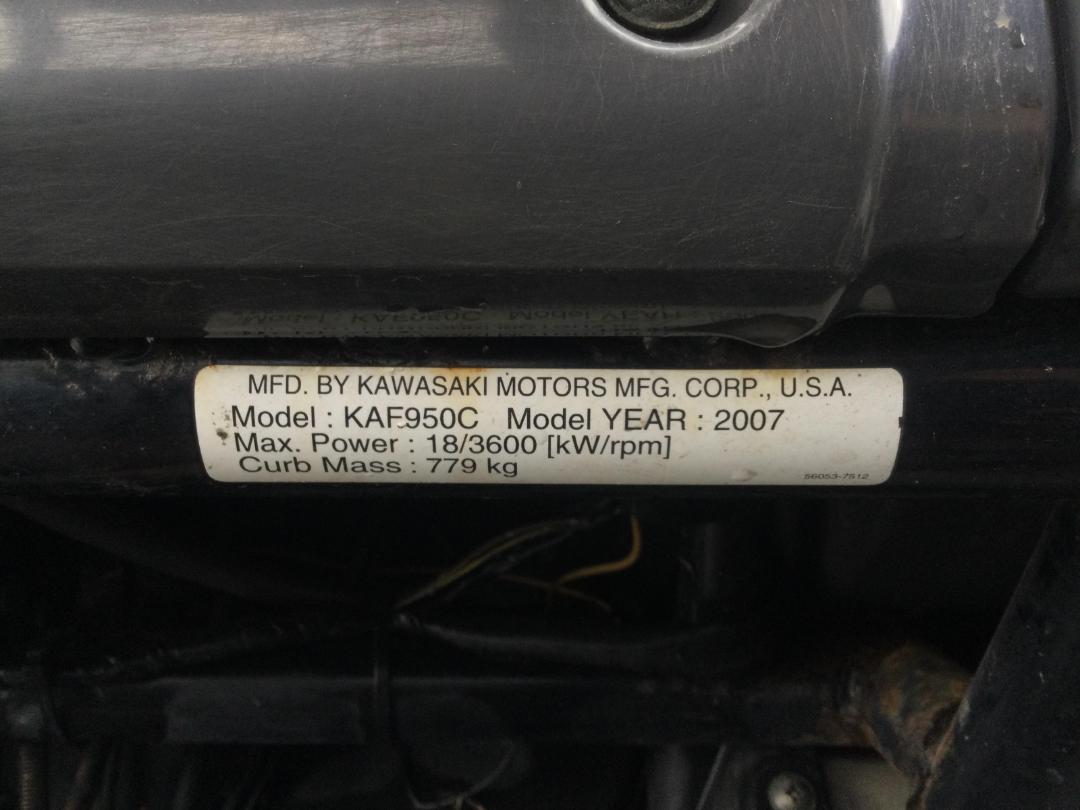 MFD. BY KAWASAKI MOTORS MFG. CORP., U.S.A.
Model : KAF950C Model YEAR : 2007
Max. Power : 18/3600 [kW/rpm]
Curb Mass : 779 kg
56053-7512